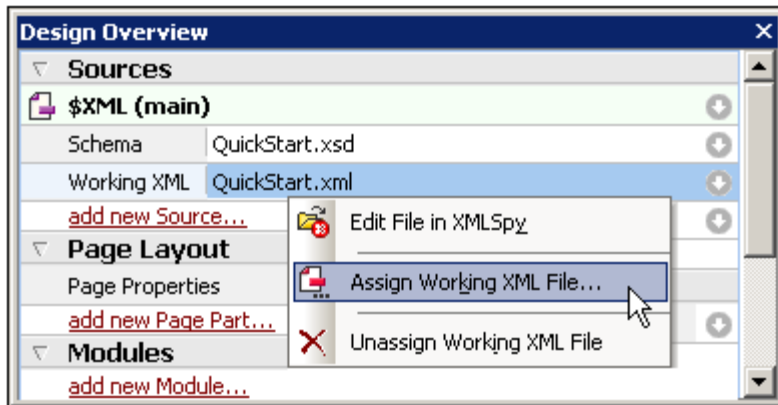 Design Overview
Sources
$XML (main)
Schema QuickStart.xsd
Working XML QuickStart.xml
add new Source...
Edit File in XMLSpy
Page Layout
Page Properties
Assign Working XML File...
add new Page Part...
Unassign Working XML File
Modules
add new Module...